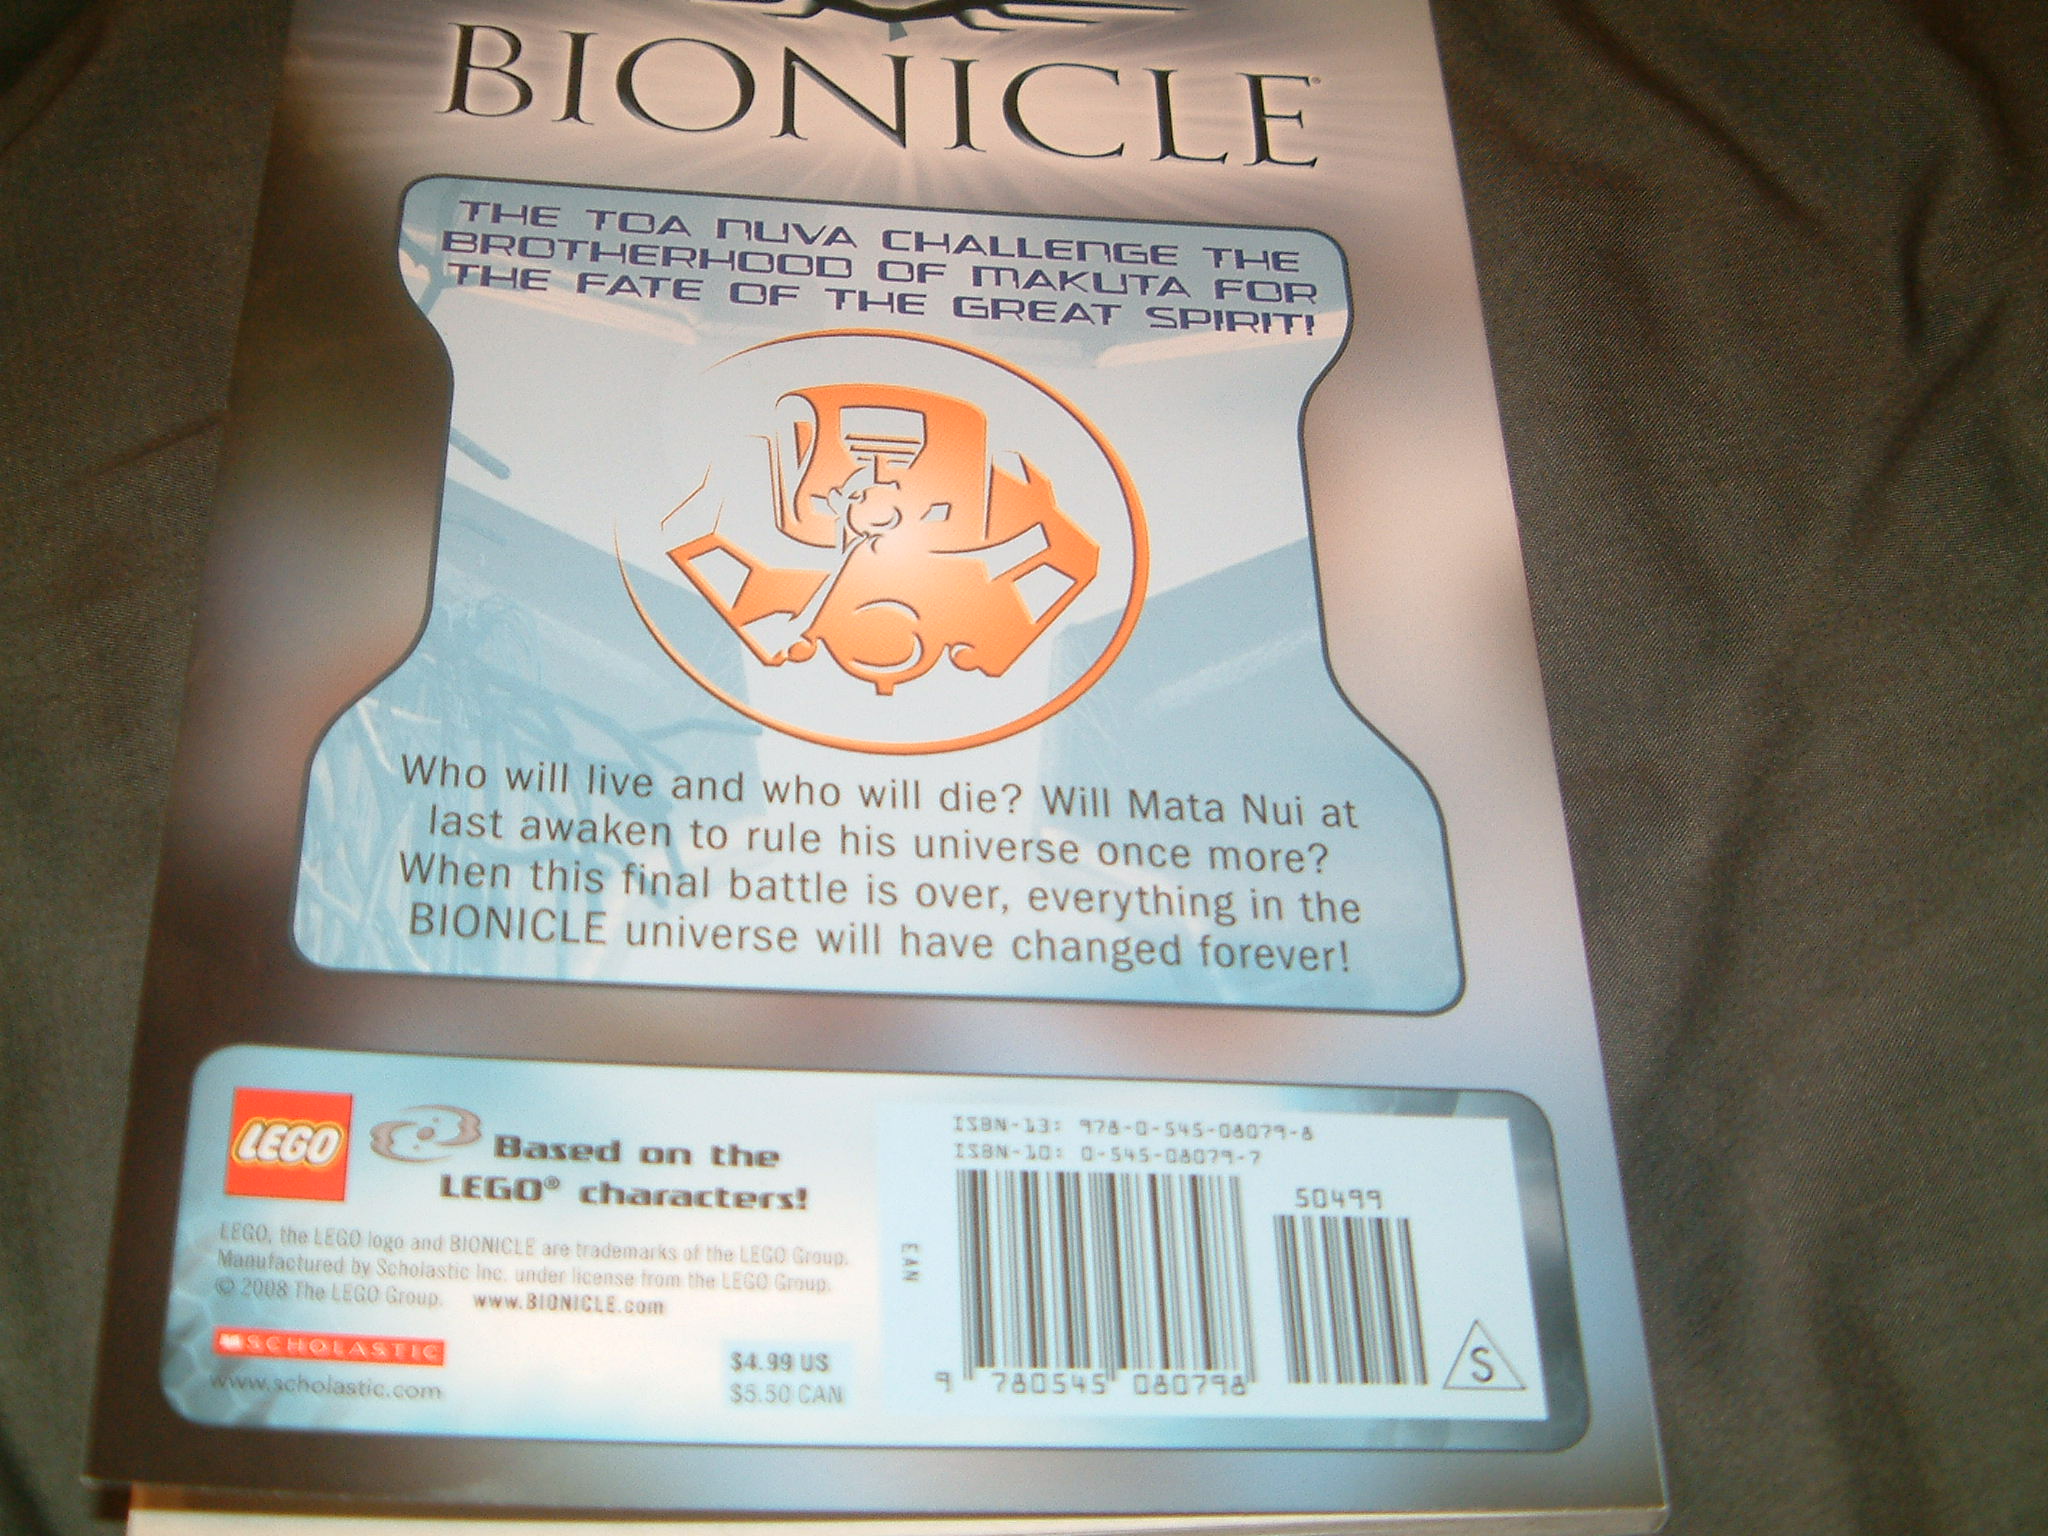 BIONICLE®
THE TOA NUVA CHALLENGE THE
BROTHERHOOD OF MAKUTA FOR
THE FATE OF THE GREAT SPIRIT!
Who will live and who will die? Will Mata Nui at
last awaken to rule his universe once more?
When this final battle is over, everything in the
BIONICLE universe will have changed forever!
LEGO
Based on the
LEGO® characters!
LEGO, the LEGO logo and BIONICLE are trademarks of the LEGO Group.
Manufactured by Scholastic Inc. under license from the LEGO Group.
© 2008 The LEGO Group. www.BIONICLE.com
SCHOLASTIC
www.scholastic.com
$4.99 US
$5.50 CAN
ISBN-13: 978-0-545-08079-8
ISBN-10: 0-545-08079-7
50499
EAN
9 780545 080798
S